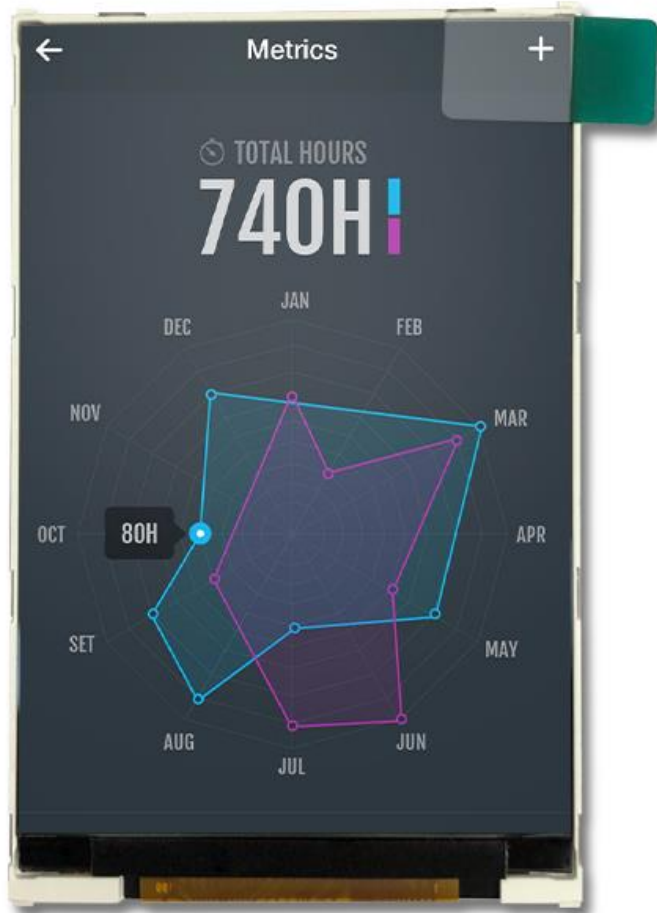 Metrics
TOTAL HOURS
740H
JAN
DEC
FEB
NOV
MAR
80H
OCT
APR
SET
MAY
AUG
JUN
JUL